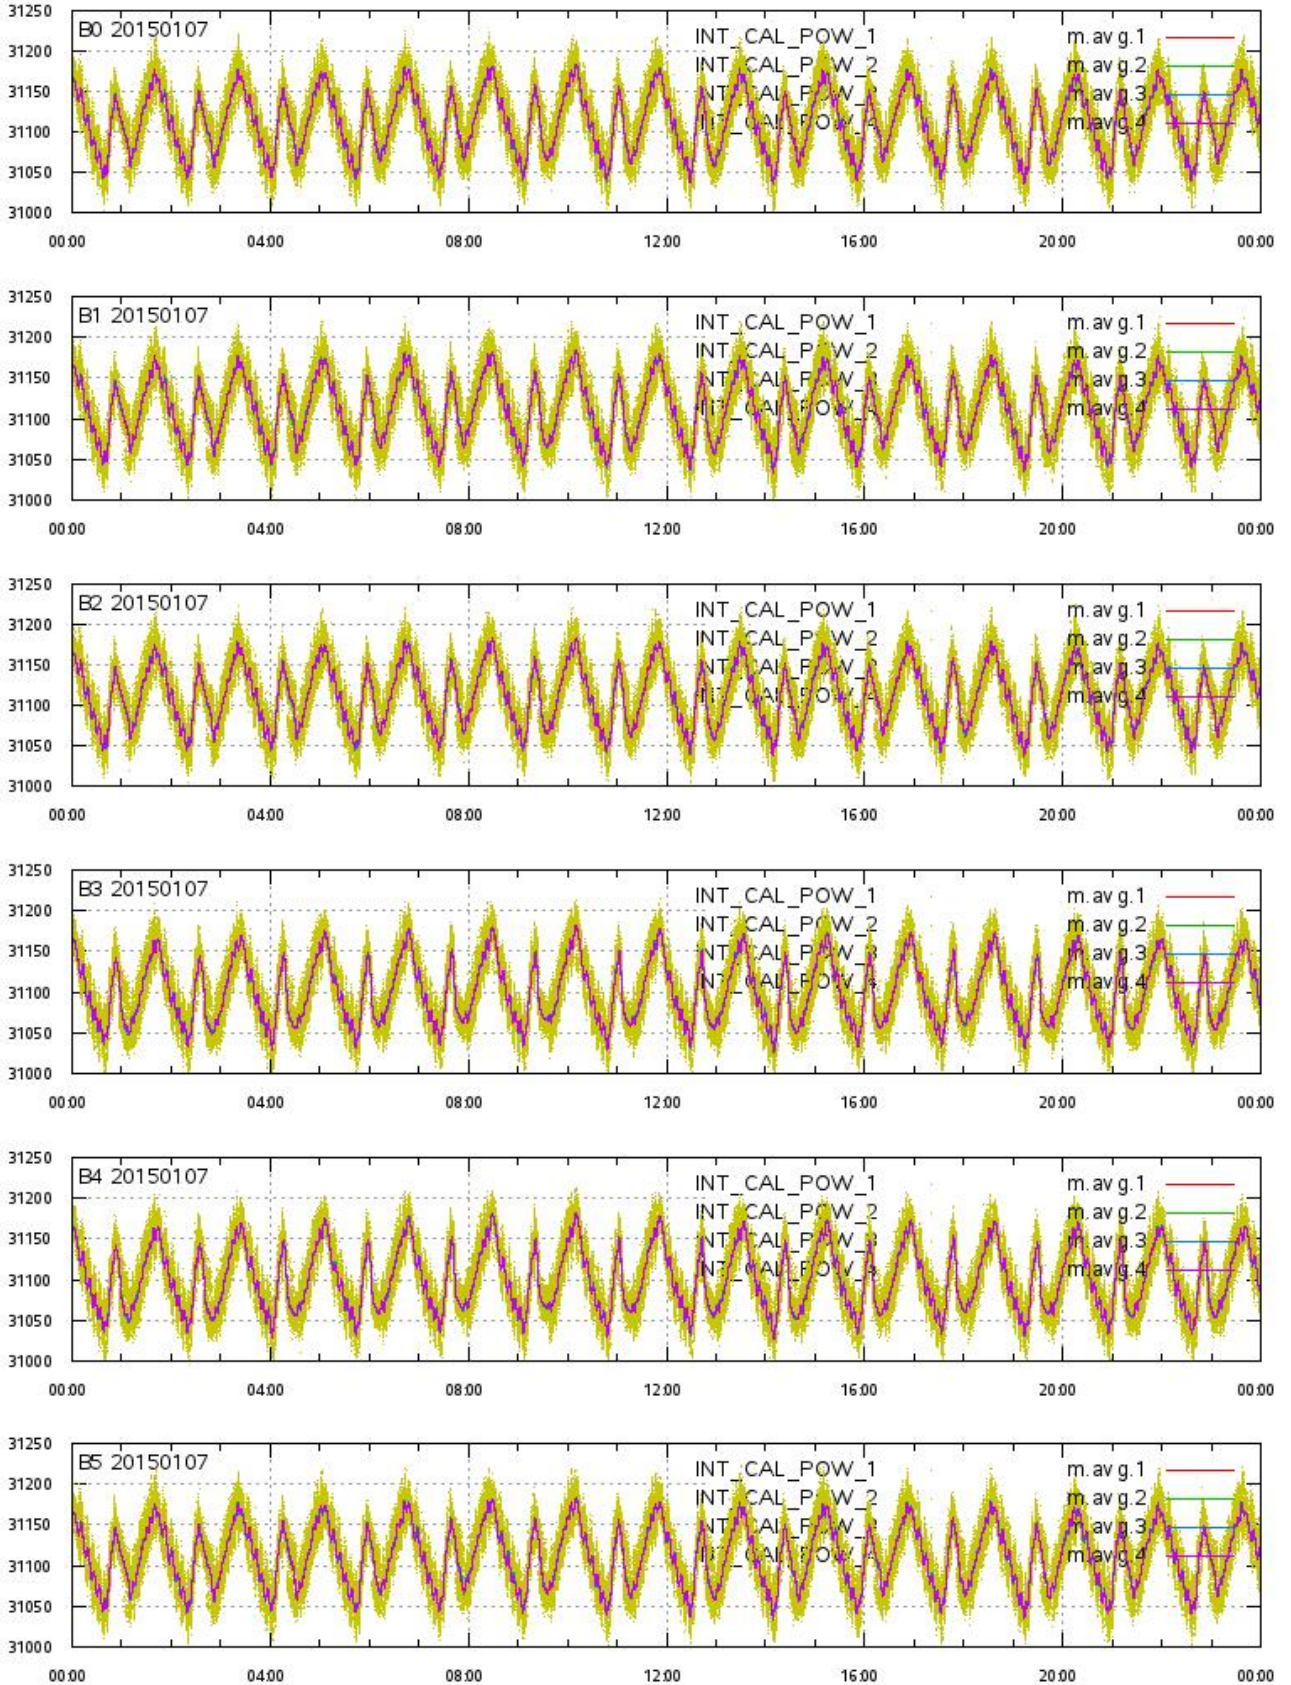 31250
B0 20150107 INT_CAL_POW_1 m.avg.1
31200
INT_CAL_POW_2 m.avg.2
31150
m.avg.3
31100
m.avg.4
31050
31000
00:00 04:00 08:00 12:00 16:00 20:00 00:00
31250
B1 20150107 INT_CAL_POW_1 m.avg.1
31200
INT_CAL_POW_2 m.avg.2
31150
m.avg.3
31100
m.avg.4
31050
31000
00:00 04:00 08:00 12:00 16:00 20:00 00:00
31250
B2 20150107 INT_CAL_POW_1 m.avg.1
31200
INT_CAL_POW_2 m.avg.2
31150
m.avg.3
31100
m.avg.4
31050
31000
00:00 04:00 08:00 12:00 16:00 20:00 00:00
31250
B3 20150107 INT_CAL_POW_1 m.avg.1
31200
INT_CAL_POW_2 m.avg.2
31150
INT_CAL_POW_3 m.avg.3
31100
m.avg.4
31050
31000
00:00 04:00 08:00 12:00 16:00 20:00 00:00
31250
B4 20150107 INT_CAL_POW_1 m.avg.1
31200
INT_CAL_POW_2 m.avg.2
31150
INT_CAL_POW_3 m.avg.3
31100
m.avg.4
31050
31000
00:00 04:00 08:00 12:00 16:00 20:00 00:00
31250
B5 20150107 INT_CAL_POW_1 m.avg.1
31200
INT_CAL_POW_2 m.avg.2
31150
m.avg.3
31100
m.avg.4
31050
31000
00:00 04:00 08:00 12:00 16:00 20:00 00:00